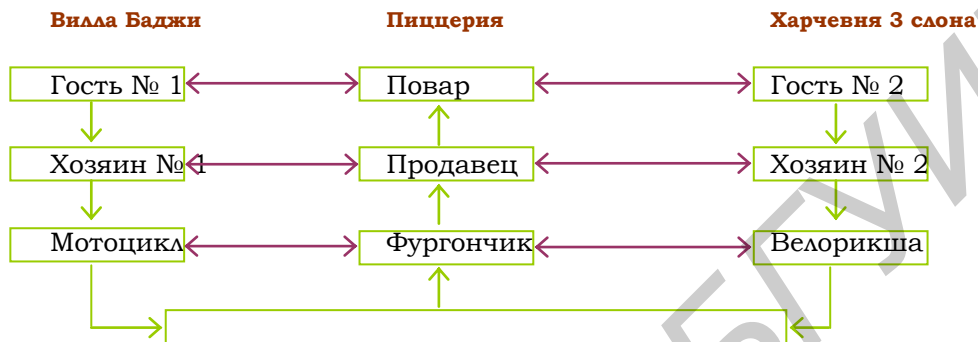 Вилла Баджи Пиццерия Харчевня 3 слона
Гость № 1 Повар Гость № 2
Хозяин № 1 Продавец Хозяин № 2
Мотоцикл Фургончик Велорикша
БГУИ